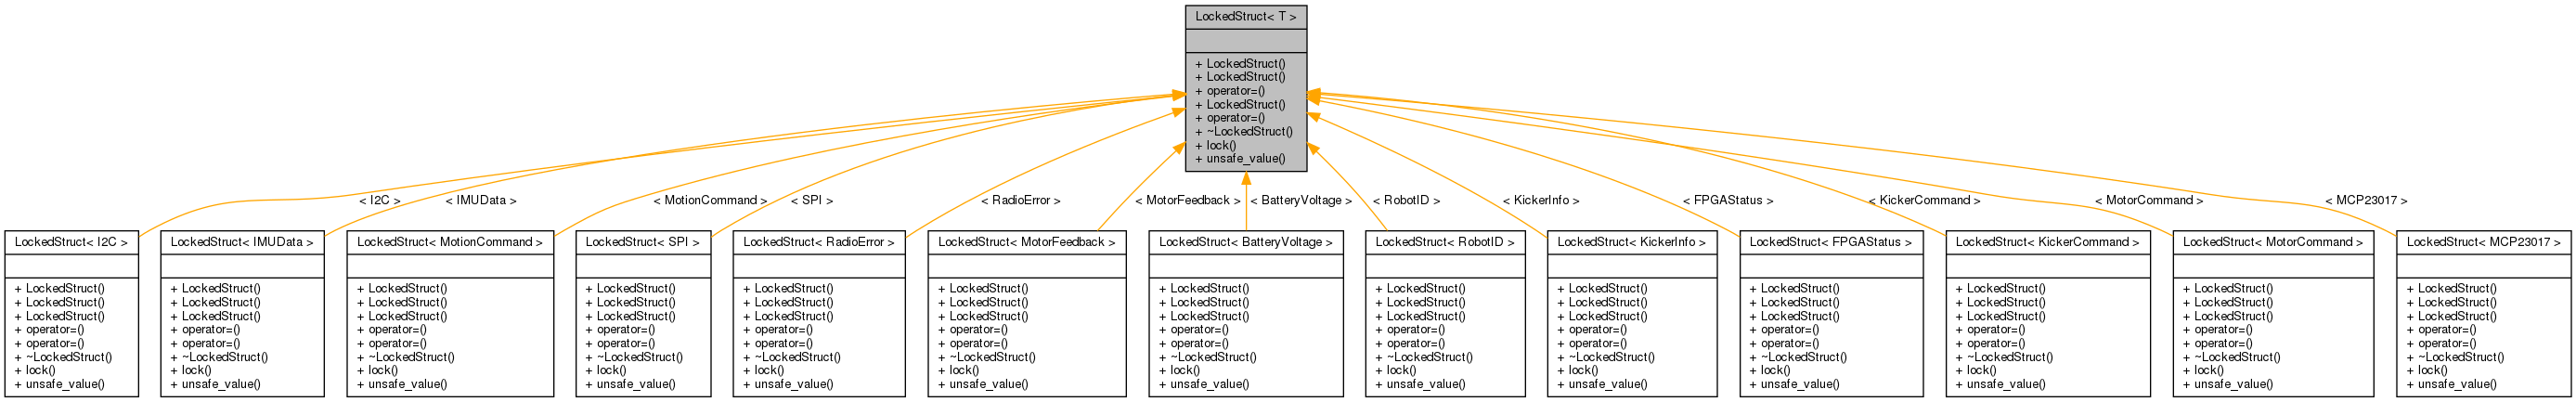 LockedStruct< T >
+ LockedStruct()
+ LockedStruct()
+ operator=()
+ LockedStruct()
+ operator=()
+ ~LockedStruct()
+ lock()
+ unsafe_value()
< I2C >
< IMUData >
< MotionCommand >
< SPI >
< RadioError >
< MotorFeedback >
< BatteryVoltage >
< RobotID >
< KickerInfo >
< FPGAStatus >
< KickerCommand >
< MotorCommand >
< MCP23017 >
LockedStruct< I2C >
+ LockedStruct()
+ LockedStruct()
+ LockedStruct()
+ operator=()
+ operator=()
+ ~LockedStruct()
+ lock()
+ unsafe_value()
LockedStruct< IMUData >
+ LockedStruct()
+ LockedStruct()
+ LockedStruct()
+ operator=()
+ operator=()
+ ~LockedStruct()
+ lock()
+ unsafe_value()
LockedStruct< MotionCommand >
+ LockedStruct()
+ LockedStruct()
+ LockedStruct()
+ operator=()
+ operator=()
+ ~LockedStruct()
+ lock()
+ unsafe_value()
LockedStruct< SPI >
+ LockedStruct()
+ LockedStruct()
+ LockedStruct()
+ operator=()
+ operator=()
+ ~LockedStruct()
+ lock()
+ unsafe_value()
LockedStruct< RadioError >
+ LockedStruct()
+ LockedStruct()
+ LockedStruct()
+ operator=()
+ operator=()
+ ~LockedStruct()
+ lock()
+ unsafe_value()
LockedStruct< MotorFeedback >
+ LockedStruct()
+ LockedStruct()
+ LockedStruct()
+ operator=()
+ operator=()
+ ~LockedStruct()
+ lock()
+ unsafe_value()
LockedStruct< BatteryVoltage >
+ LockedStruct()
+ LockedStruct()
+ LockedStruct()
+ operator=()
+ operator=()
+ ~LockedStruct()
+ lock()
+ unsafe_value()
LockedStruct< RobotID >
+ LockedStruct()
+ LockedStruct()
+ LockedStruct()
+ operator=()
+ operator=()
+ ~LockedStruct()
+ lock()
+ unsafe_value()
LockedStruct< KickerInfo >
+ LockedStruct()
+ LockedStruct()
+ LockedStruct()
+ operator=()
+ operator=()
+ ~LockedStruct()
+ lock()
+ unsafe_value()
LockedStruct< FPGAStatus >
+ LockedStruct()
+ LockedStruct()
+ LockedStruct()
+ operator=()
+ operator=()
+ ~LockedStruct()
+ lock()
+ unsafe_value()
LockedStruct< KickerCommand >
+ LockedStruct()
+ LockedStruct()
+ LockedStruct()
+ operator=()
+ operator=()
+ ~LockedStruct()
+ lock()
+ unsafe_value()
LockedStruct< MotorCommand >
+ LockedStruct()
+ LockedStruct()
+ LockedStruct()
+ operator=()
+ operator=()
+ ~LockedStruct()
+ lock()
+ unsafe_value()
LockedStruct< MCP23017 >
+ LockedStruct()
+ LockedStruct()
+ LockedStruct()
+ operator=()
+ operator=()
+ ~LockedStruct()
+ lock()
+ unsafe_value()